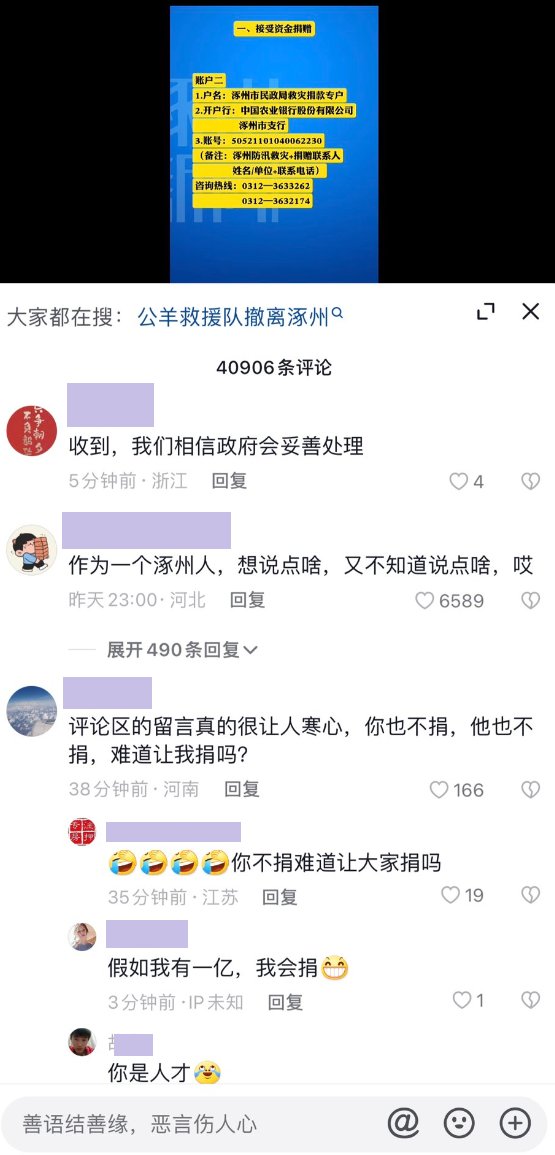 一、接受资金捐赠
账户二
1.户名：涿州市民政局救灾捐款专户
2.开户行：中国农业银行股份有限公司
涿州市支行
3.账号：50521101040062230
（备注：涿州防汛救灾+捐赠联系人
姓名/单位+联系电话）
咨询热线：0312—3633262
0312—3632174
大家都在搜：公羊救援队撤离涿州
40906条评论
收到，我们相信政府会妥善处理
5分钟前·浙江 回复 4
作为一个涿州人，想说点啥，又不知道说点啥，哎
昨天23:00·河北 回复 6589
展开490条回复
评论区的留言真的很让人寒心，你也不捐，他也不
捐，难道让我捐吗?
38分钟前·河南 回复 166
🤣🤣🤣🤣你不捐难道让大家捐吗
35分钟前·江苏 回复 19
假如我有一亿，我会捐😁
3分钟前·IP未知 回复 1
你是人才😂
善语结善缘，恶言伤人心